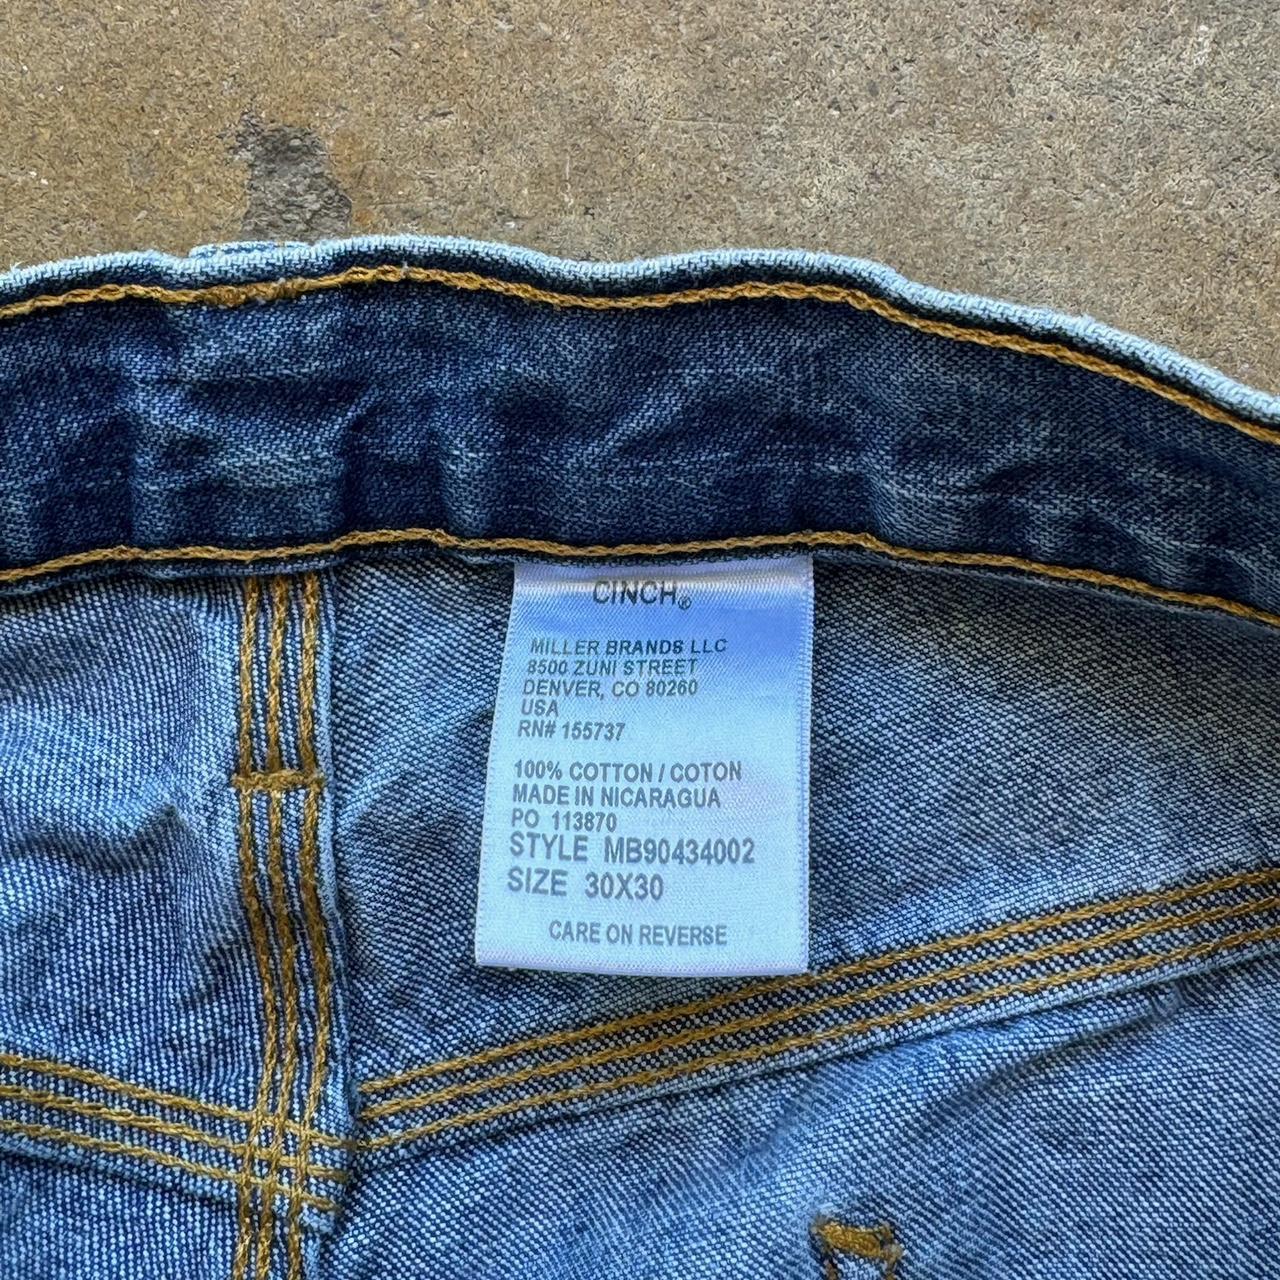 CINCH®
MILLER BRANDS LLC
8500 ZUNI STREET
DENVER, CO 80260
USA
RN# 155737
100% COTTON / COTON
MADE IN NICARAGUA
PO 113870
STYLE MB90434002
SIZE 30X30
CARE ON REVERSE